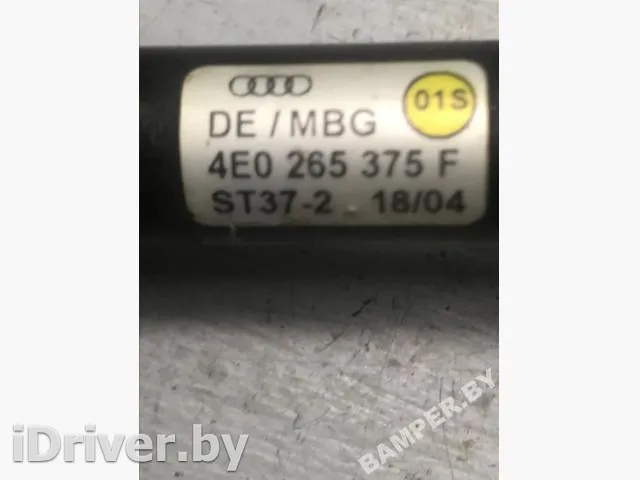 01S
DE / MBG
4E0 265 375 F
ST37-2 18/04
BAMPER.BY
iDriver.by